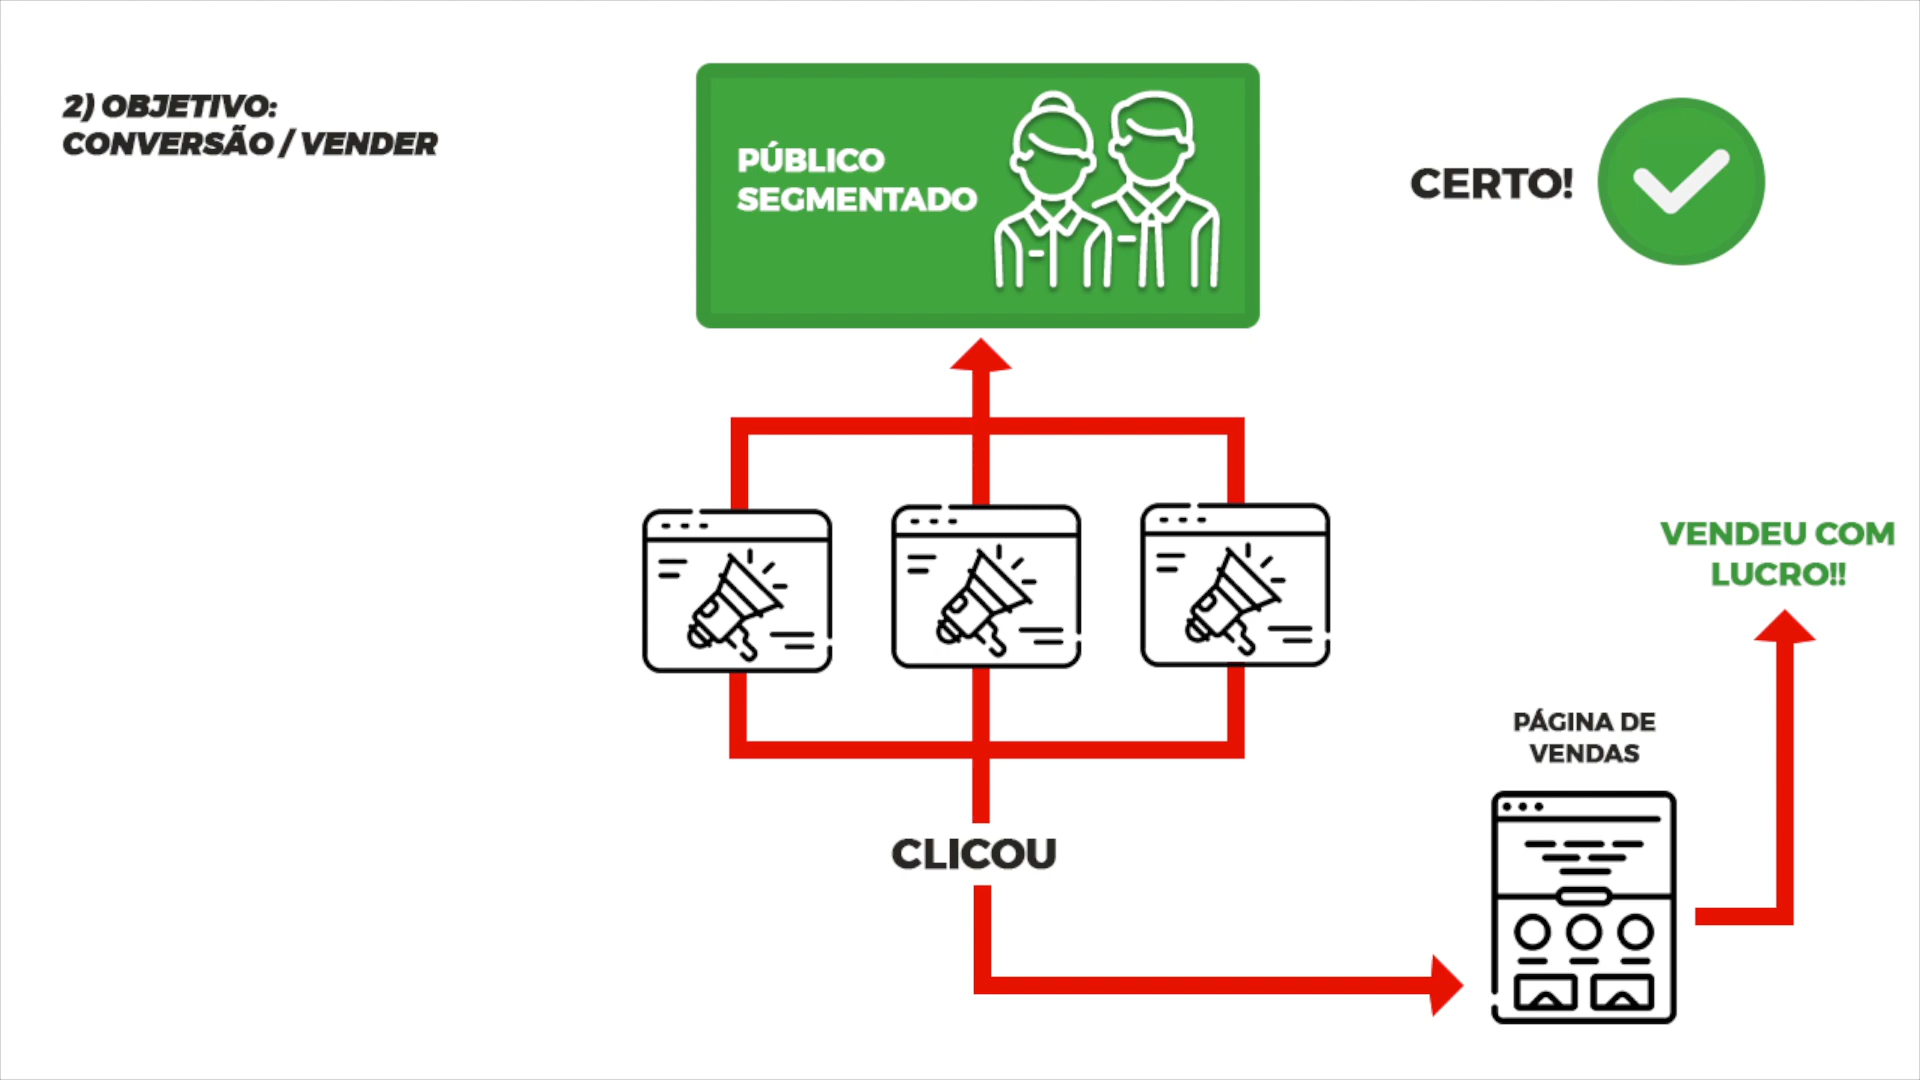 2) OBJETIVO:
CONVERSÃO / VENDER
PÚBLICO
SEGMENTADO
CERTO!
VENDEU COM
LUCRO!!
PÁGINA DE
VENDAS
CLICOU